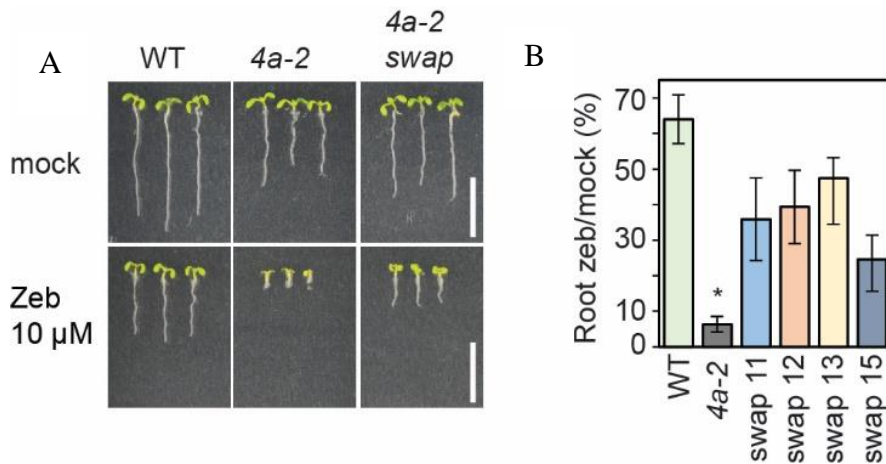 A
WT
4a-2
4a-2
swap
mock
Zeb
10 µM
B
Root zeb/mock (%)
70
50
30
10
0
*
WT
4a-2
swap 11
swap 12
swap 13
swap 15